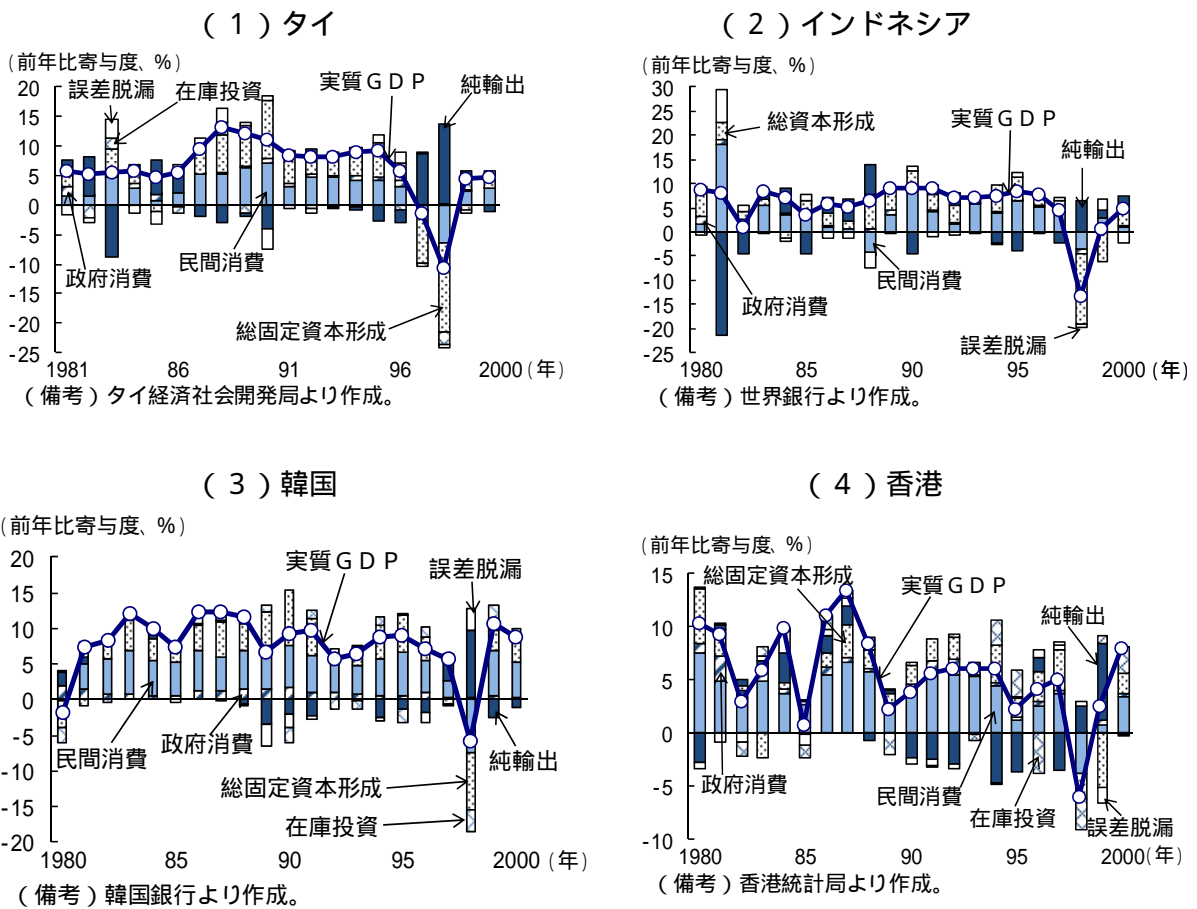 (1)タイ
(前年比寄与度、%)
誤差脱漏
在庫投資
実質GDP
純輸出
20
15
10
5
0
-5
-10
-15
-20
-25
政府消費
民間消費
総固定資本形成
1981
86
91
96
2000(年)
(備考)タイ経済社会開発局より作成。
(2)インドネシア
(前年比寄与度、%)
30
25
20
15
10
5
0
-5
-10
-15
-20
25
総資本形成
実質GDP
純輸出
民間消費
政府消費
誤差脱漏
1980
85
90
95
2000(年)
(備考)世界銀行より作成。
(3)韓国
(前年比寄与度、%)
20
15
10
5
0
-5
-10
-15
-20
実質GDP
誤差脱漏
民間消費
政府消費
純輸出
総固定資本形成
在庫投資
1980
85
90
95
2000(年)
(備考)韓国銀行より作成。
(4)香港
(前年比寄与度、%)
15
10
5
0
-5
-10
総固定資本形成
実質GDP
純輸出
政府消費
民間消費
在庫投資
誤差脱漏
1980
85
90
95
2000(年)
(備考)香港統計局より作成。